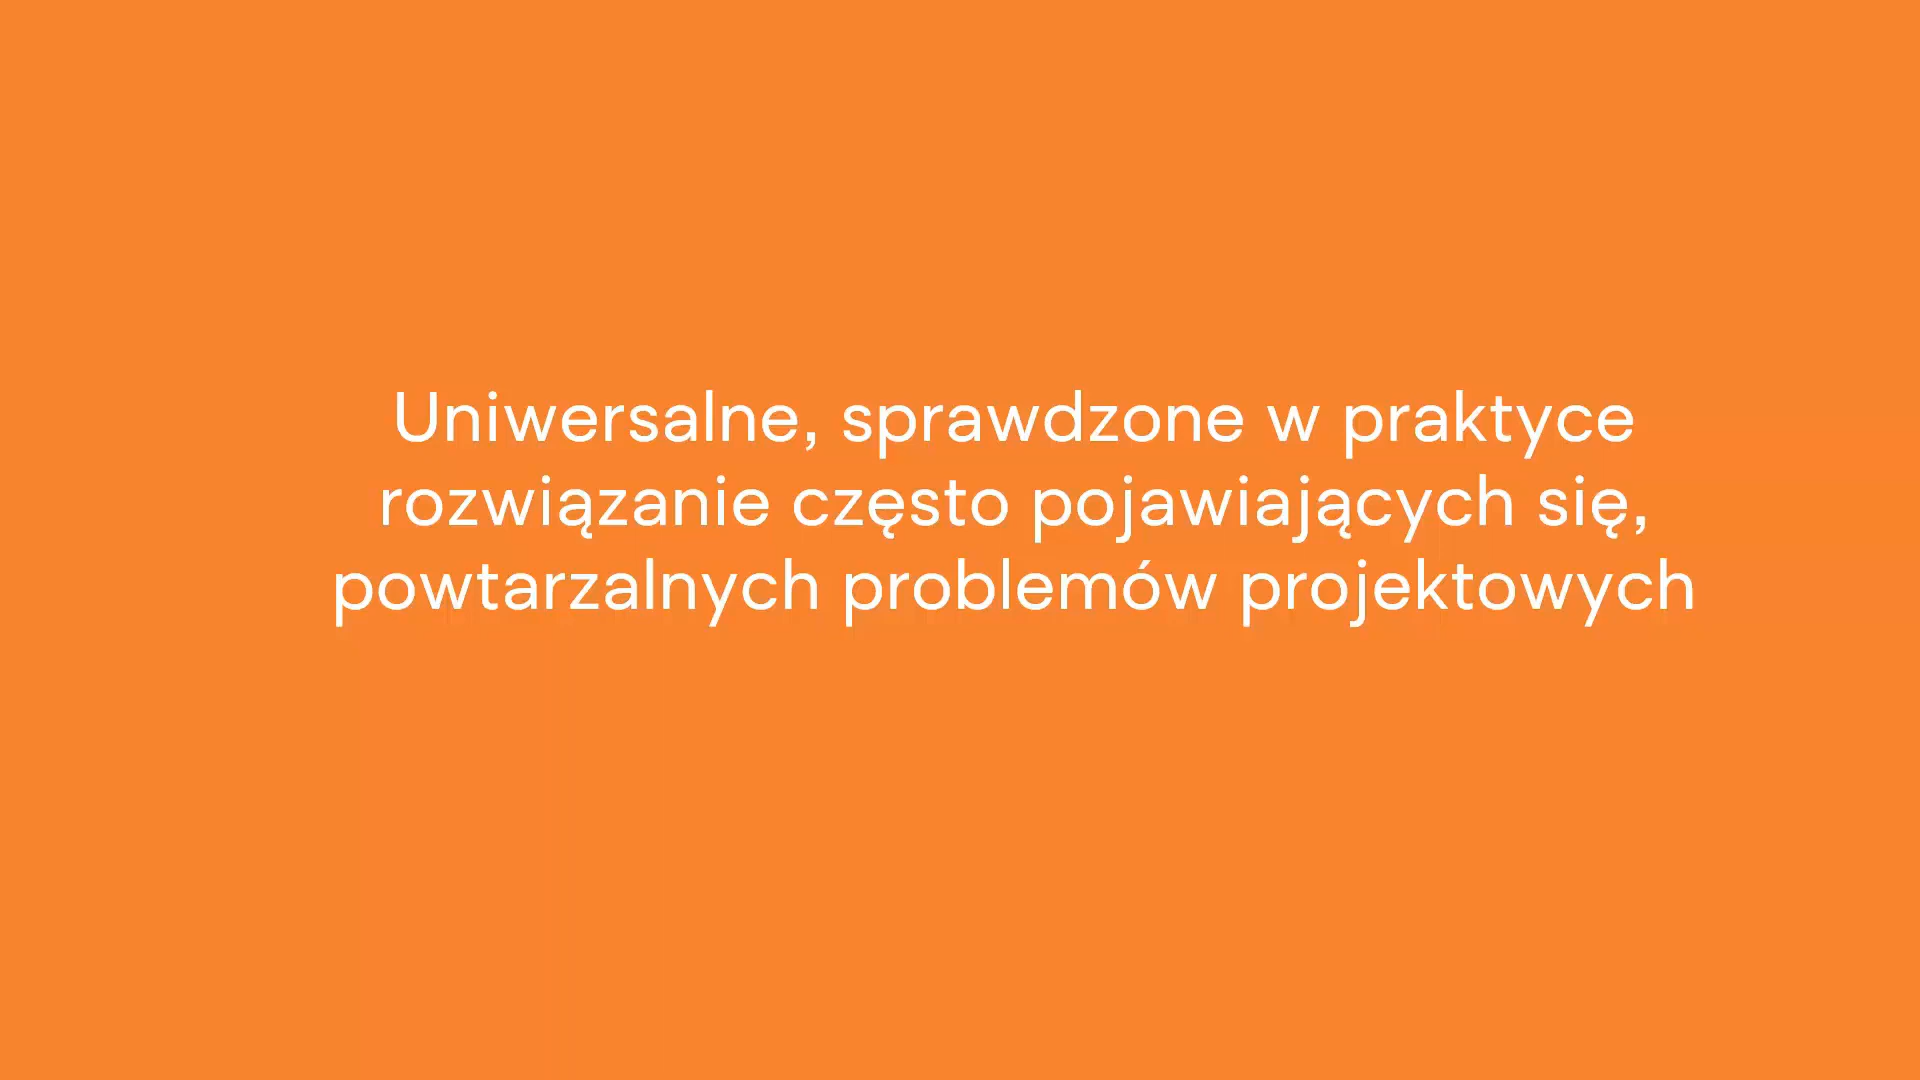 Uniwersalne, sprawdzone w praktyce
rozwiązanie często pojawiających się,
powtarzalnych problemów projektowych